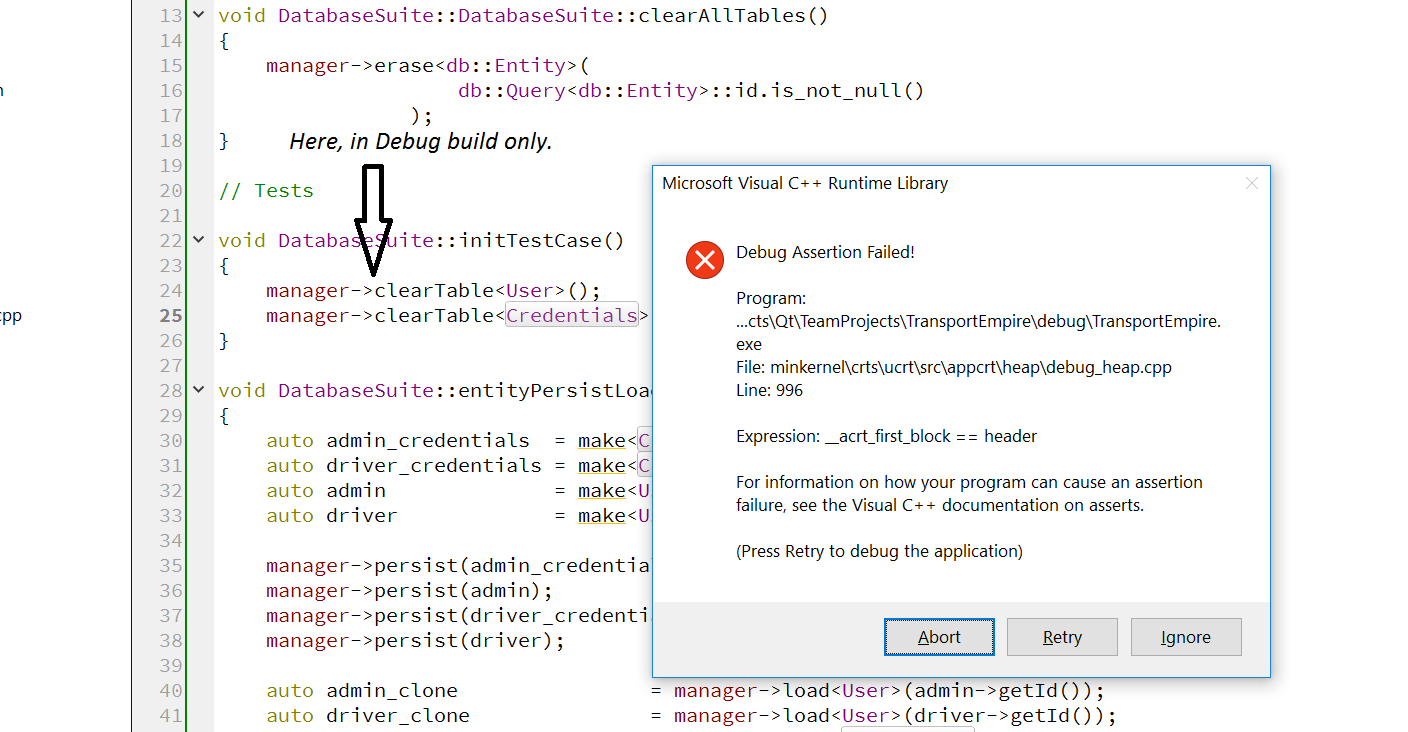 13 void DatabaseSuite::DatabaseSuite::clearAllTables()
14 {
15 manager->erase<db::Entity>(
16 db::Query<db::Entity>::id.is_not_null()
17 );
18 }
Here, in Debug build only.
19
20 // Tests
21
22 void DatabaseSuite::initTestCase()
23 {
24 manager->clearTable<User>();
25 manager->clearTable<Credentials>
26 }
27
28 void DatabaseSuite::entityPersistLoa
29 {
30 auto admin_credentials = make<C
31 auto driver_credentials = make<C
32 auto admin = make<U
33 auto driver = make<U
34
35 manager->persist(admin_credentia
36 manager->persist(admin);
37 manager->persist(driver_credenti
38 manager->persist(driver);
39
40 auto admin_clone = manager->load<User>(admin->getId());
41 auto driver_clone = manager->load<User>(driver->getId());
n
cpp
Microsoft Visual C++ Runtime Library
Debug Assertion Failed!
Program:
...cts\Qt\TeamProjects\TransportEmpire\debug\TransportEmpire.
exe
File: minkernel\crts\ucrt\src\appcrt\heap\debug_heap.cpp
Line: 996
Expression: __acrt_first_block == header
For information on how your program can cause an assertion
failure, see the Visual C++ documentation on asserts.
(Press Retry to debug the application)
Abort
Retry
Ignore